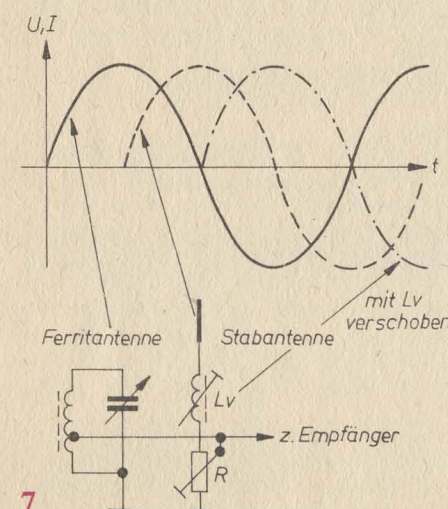 U,I
t
mit Lv
verschoben
Ferritantenne
Stabantenne
Lv
z. Empfänger
R
7